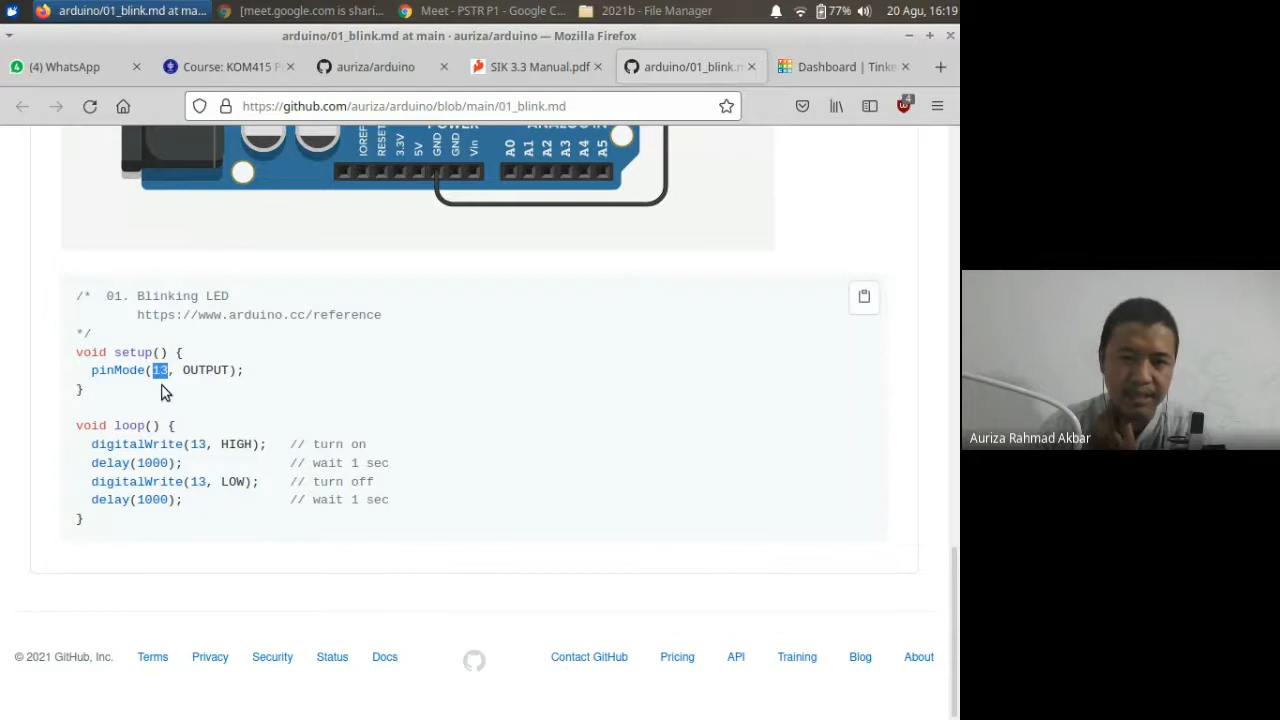 arduino/01_blink.md at ma...
[meet.google.com is shari...
Meet - PSTR P1 - Google C...
2021b - File Manager
77%
20 Agu, 16:19
arduino/01_blink.md at main · auriza/arduino — Mozilla Firefox
(4) WhatsApp
Course: KOM415 P
auriza/arduino
SIK 3.3 Manual.pdf
arduino/01_blink.m
Dashboard | Tinke
https://github.com/auriza/arduino/blob/main/01_blink.md
4
POWER
ANALOG IN
IOREF
RESET
3.3V
5V
GND
GND
Vin
A0
A1
A2
A3
A4
A5
/*  01. Blinking LED
        https://www.arduino.cc/reference
*/
void setup() {
  pinMode(13, OUTPUT);
}
void loop() {
  digitalWrite(13, HIGH);   // turn on
  delay(1000);              // wait 1 sec
  digitalWrite(13, LOW);    // turn off
  delay(1000);              // wait 1 sec
}
Auriza Rahmad Akbar
© 2021 GitHub, Inc.
Terms
Privacy
Security
Status
Docs
Contact GitHub
Pricing
API
Training
Blog
About